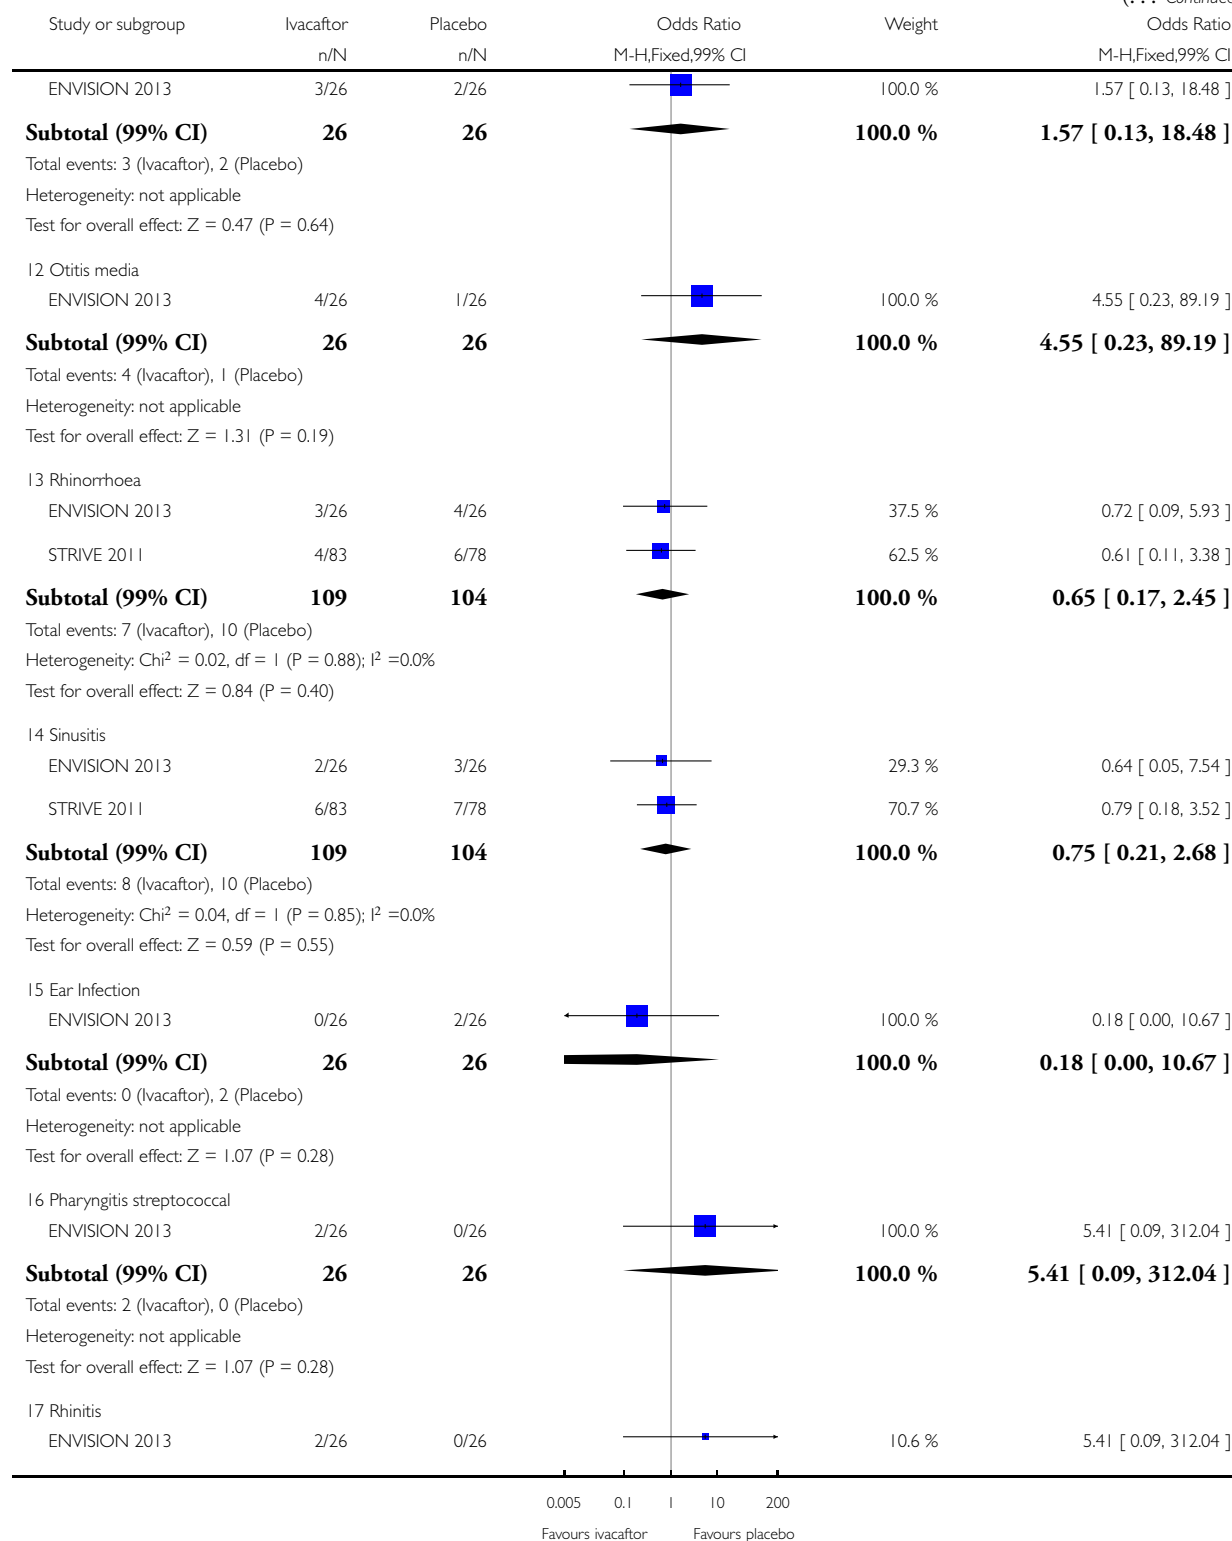 (... Continued
Study or subgroup Ivacaftor Placebo Odds Ratio Weight Odds Ratio
n/N n/N M-H,Fixed,99% CI M-H,Fixed,99% CI
ENVISION 2013 3/26 2/26 100.0 % 1.57 [ 0.13, 18.48 ]
Subtotal (99% CI) 26 26 100.0 % 1.57 [ 0.13, 18.48 ]
Total events: 3 (Ivacaftor), 2 (Placebo)
Heterogeneity: not applicable
Test for overall effect: Z = 0.47 (P = 0.64)
12 Otitis media
ENVISION 2013 4/26 1/26 100.0 % 4.55 [ 0.23, 89.19 ]
Subtotal (99% CI) 26 26 100.0 % 4.55 [ 0.23, 89.19 ]
Total events: 4 (Ivacaftor), 1 (Placebo)
Heterogeneity: not applicable
Test for overall effect: Z = 1.31 (P = 0.19)
13 Rhinorrhoea
ENVISION 2013 3/26 4/26 37.5 % 0.72 [ 0.09, 5.93 ]
STRIVE 2011 4/83 6/78 62.5 % 0.61 [ 0.11, 3.38 ]
Subtotal (99% CI) 109 104 100.0 % 0.65 [ 0.17, 2.45 ]
Total events: 7 (Ivacaftor), 10 (Placebo)
Heterogeneity: Chi² = 0.02, df = 1 (P = 0.88); I² =0.0%
Test for overall effect: Z = 0.84 (P = 0.40)
14 Sinusitis
ENVISION 2013 2/26 3/26 29.3 % 0.64 [ 0.05, 7.54 ]
STRIVE 2011 6/83 7/78 70.7 % 0.79 [ 0.18, 3.52 ]
Subtotal (99% CI) 109 104 100.0 % 0.75 [ 0.21, 2.68 ]
Total events: 8 (Ivacaftor), 10 (Placebo)
Heterogeneity: Chi² = 0.04, df = 1 (P = 0.85); I² =0.0%
Test for overall effect: Z = 0.59 (P = 0.55)
15 Ear Infection
ENVISION 2013 0/26 2/26 100.0 % 0.18 [ 0.00, 10.67 ]
Subtotal (99% CI) 26 26 100.0 % 0.18 [ 0.00, 10.67 ]
Total events: 0 (Ivacaftor), 2 (Placebo)
Heterogeneity: not applicable
Test for overall effect: Z = 1.07 (P = 0.28)
16 Pharyngitis streptococcal
ENVISION 2013 2/26 0/26 100.0 % 5.41 [ 0.09, 312.04 ]
Subtotal (99% CI) 26 26 100.0 % 5.41 [ 0.09, 312.04 ]
Total events: 2 (Ivacaftor), 0 (Placebo)
Heterogeneity: not applicable
Test for overall effect: Z = 1.07 (P = 0.28)
17 Rhinitis
ENVISION 2013 2/26 0/26 10.6 % 5.41 [ 0.09, 312.04 ]
0.005 0.1 1 10 200
Favours ivacaftor Favours placebo